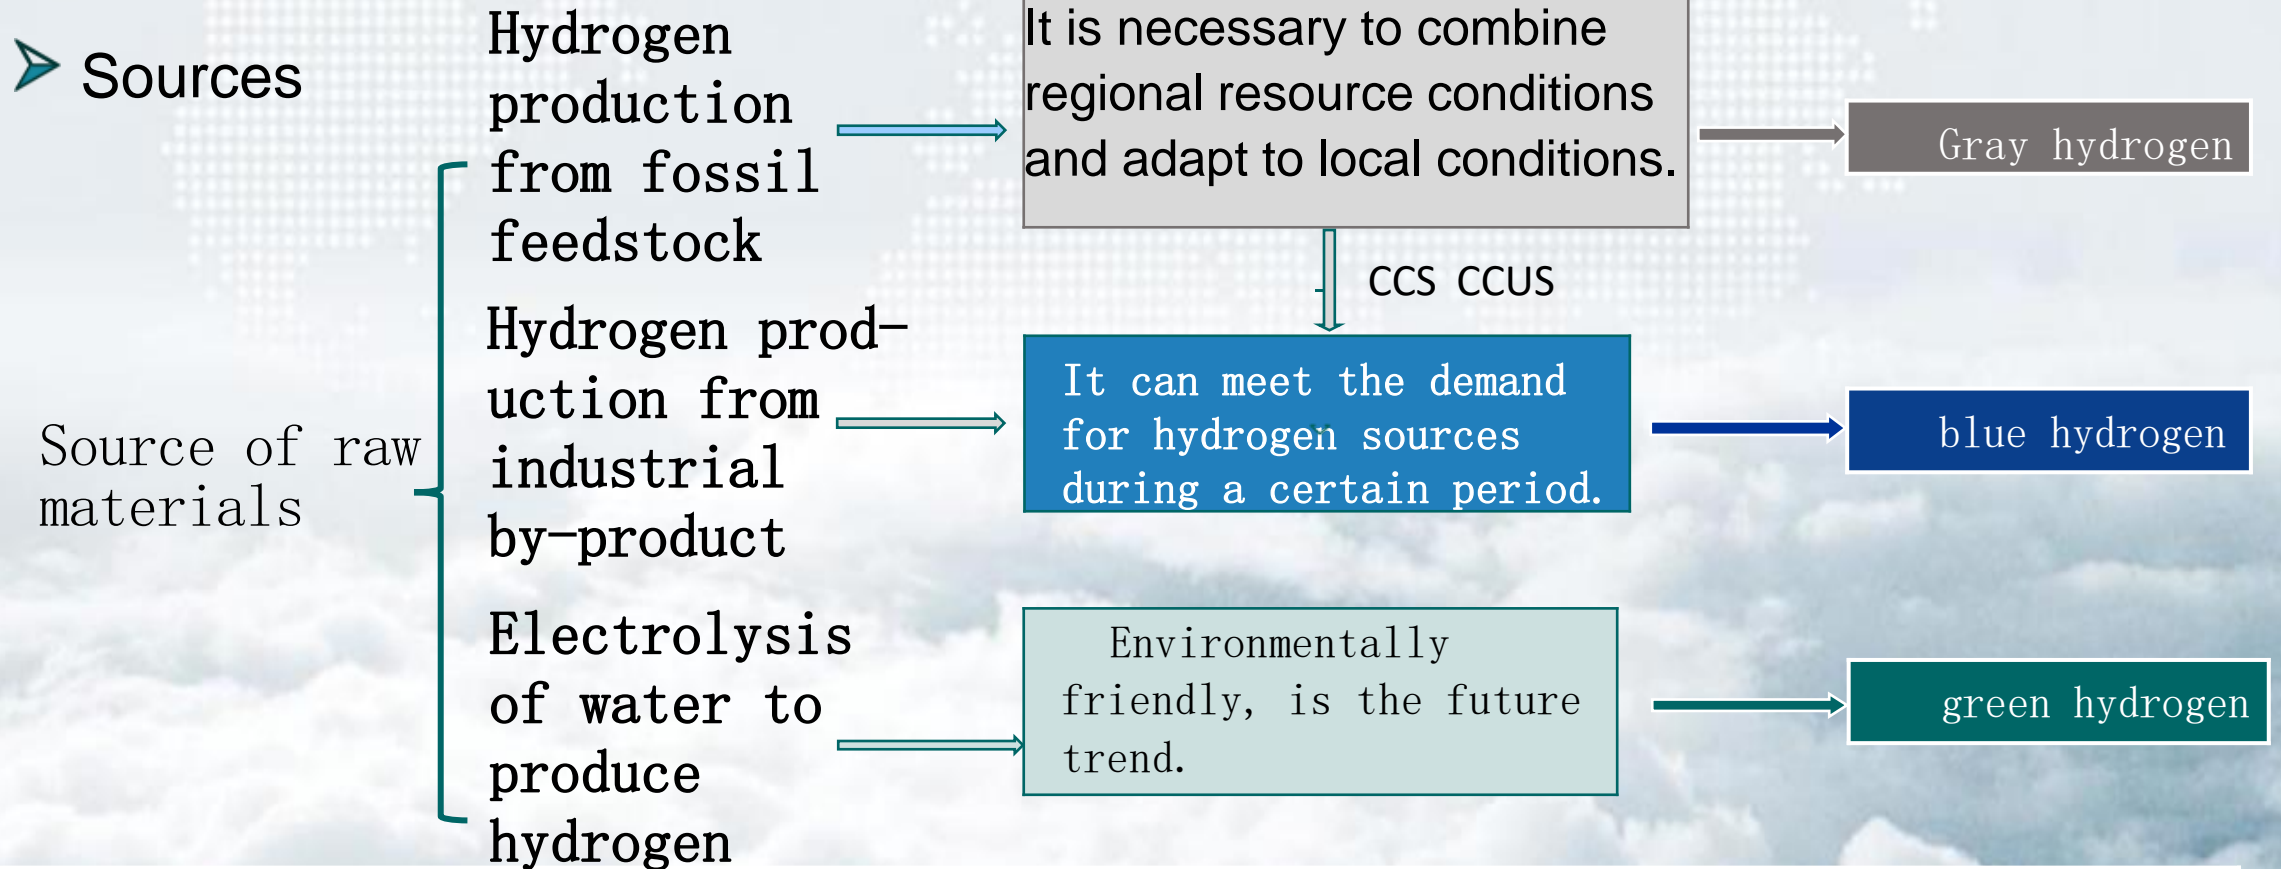 Sources
Source of raw
materials
Hydrogen
production
from fossil
feedstock
It is necessary to combine
regional resource conditions
and adapt to local conditions.
Gray hydrogen
CCS CCUS
Hydrogen prod-
uction from
industrial
by-product
It can meet the demand
for hydrogen sources
during a certain period.
blue hydrogen
Electrolysis
of water to
produce
hydrogen
Environmentally
friendly, is the future
trend.
green hydrogen